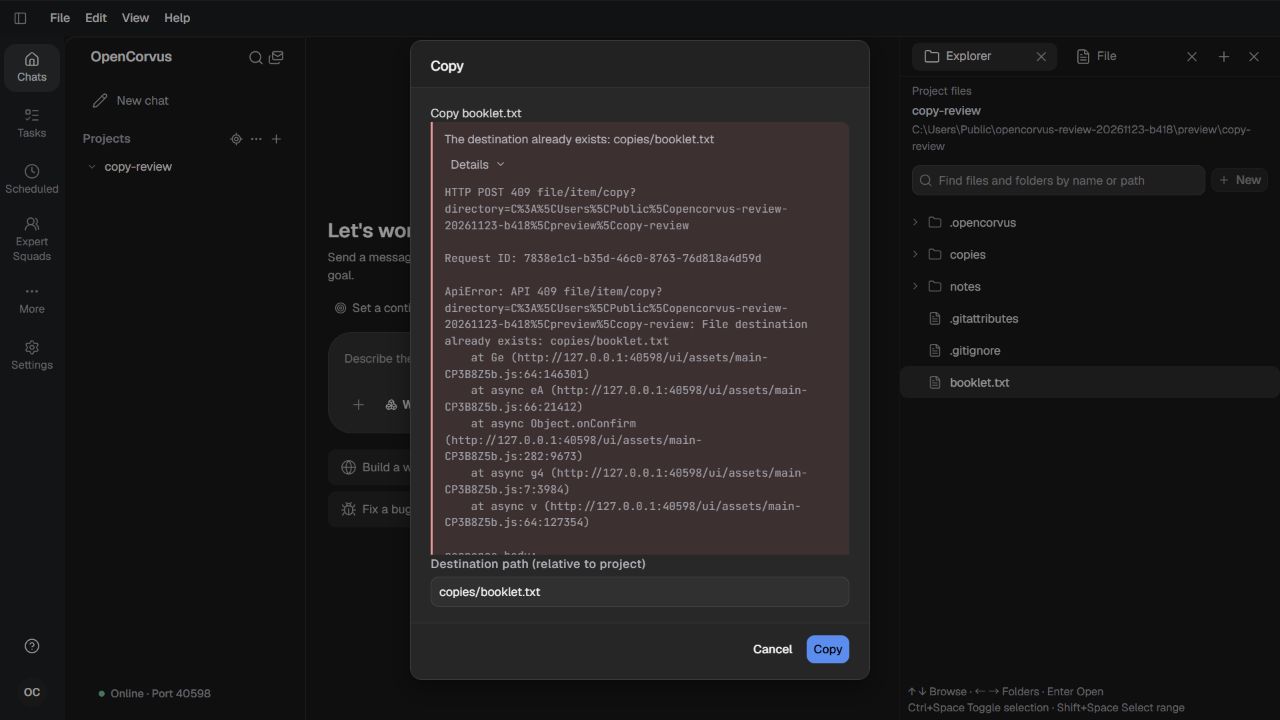 File Edit View Help
Chats
Tasks
Scheduled
Expert
Squads
More
Settings
OC
OpenCorvus
New chat
Projects
copy-review
Online · Port 40598
Let's wor
Send a messag
goal.
Set a conti
Describe the
W
Build a w
Fix a bug
Copy
Copy booklet.txt
The destination already exists: copies/booklet.txt
Details
HTTP POST 409 file/item/copy?
directory=C%3A%5CUsers%5CPublic%5Copencorvus-review-
20261123-b418%5Cpreview%5Ccopy-review
Request ID: 7838e1c1-b35d-46c0-8763-76d818a4d59d
ApiError: API 409 file/item/copy?
directory=C%3A%5CUsers%5CPublic%5Copencorvus-review-
20261123-b418%5Cpreview%5Ccopy-review: File destination
already exists: copies/booklet.txt
at Ge (http://127.0.0.1:40598/ui/assets/main-
CP3B8Z5b.js:64:146301)
at async eA (http://127.0.0.1:40598/ui/assets/main-
CP3B8Z5b.js:66:21412)
at async Object.onConfirm
(http://127.0.0.1:40598/ui/assets/main-
CP3B8Z5b.js:282:9673)
at async g4 (http://127.0.0.1:40598/ui/assets/main-
CP3B8Z5b.js:7:3984)
at async v (http://127.0.0.1:40598/ui/assets/main-
CP3B8Z5b.js:64:127354)
Destination path (relative to project)
copies/booklet.txt
Cancel Copy
Explorer
File
Project files
copy-review
C:\Users\Public\opencorvus-review-20261123-b418\preview\copy-
review
Find files and folders by name or path
+ New
.opencorvus
copies
notes
.gitattributes
.gitignore
booklet.txt
↑↓ Browse · ←→ Folders · Enter Open
Ctrl+Space Toggle selection · Shift+Space Select range